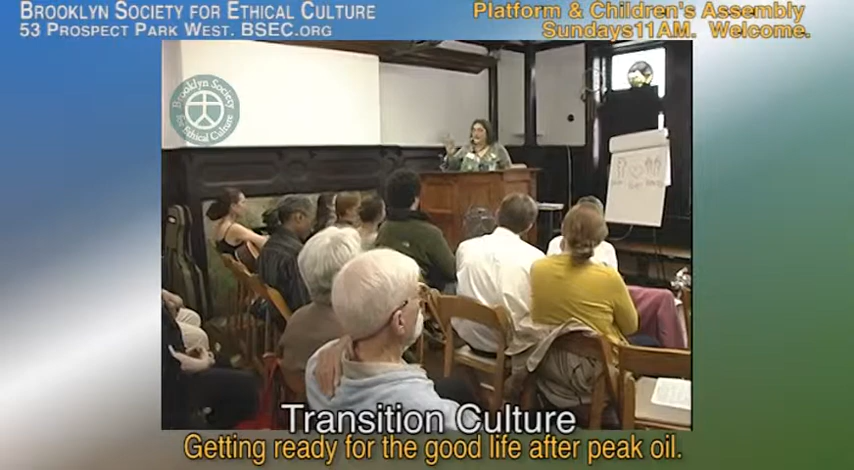 Brooklyn Society for Ethical Culture
53 Prospect Park West. BSEC.org
Platform & Children's Assembly
Sundays11AM. Welcome.
Brooklyn Society
for Ethical Culture
Transition Culture
Getting ready for the good life after peak oil.